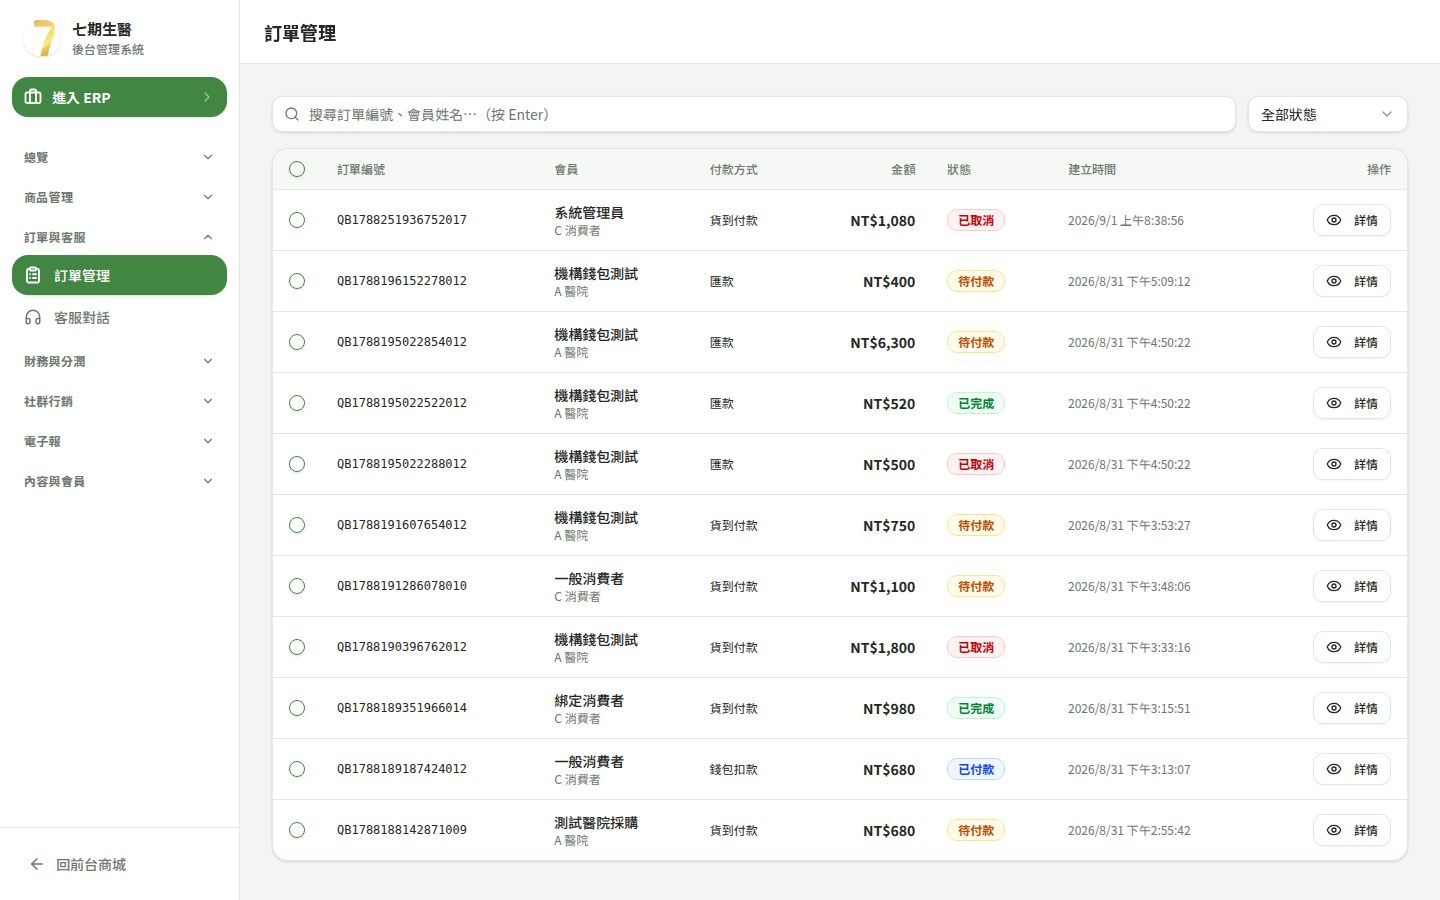 7
七期生醫
後台管理系統
進入 ERP
總覽
商品管理
訂單與客服
訂單管理
客服對話
財務與分潤
社群行銷
電子報
內容與會員
回前台商城
訂單管理
搜尋訂單編號、會員姓名…（按 Enter）
全部狀態
訂單編號 會員 付款方式 金額 狀態 建立時間 操作
QB1788251936752017 系統管理員 C 消費者 貨到付款 NT$1,080 已取消 2026/9/1 上午8:38:56 詳情
QB1788196152278012 機構錢包測試 A 醫院 匯款 NT$400 待付款 2026/8/31 下午5:09:12 詳情
QB1788195022854012 機構錢包測試 A 醫院 匯款 NT$6,300 待付款 2026/8/31 下午4:50:22 詳情
QB1788195022522012 機構錢包測試 A 醫院 匯款 NT$520 已完成 2026/8/31 下午4:50:22 詳情
QB1788195022288012 機構錢包測試 A 醫院 匯款 NT$500 已取消 2026/8/31 下午4:50:22 詳情
QB1788191607654012 機構錢包測試 A 醫院 貨到付款 NT$750 待付款 2026/8/31 下午3:53:27 詳情
QB1788191286078010 一般消費者 C 消費者 貨到付款 NT$1,100 待付款 2026/8/31 下午3:48:06 詳情
QB1788190396762012 機構錢包測試 A 醫院 貨到付款 NT$1,800 已取消 2026/8/31 下午3:33:16 詳情
QB1788189351966014 綁定消費者 C 消費者 貨到付款 NT$980 已完成 2026/8/31 下午3:15:51 詳情
QB1788189187424012 一般消費者 C 消費者 錢包扣款 NT$680 已付款 2026/8/31 下午3:13:07 詳情
QB1788188142871009 測試醫院採購 A 醫院 貨到付款 NT$680 待付款 2026/8/31 下午2:55:42 詳情